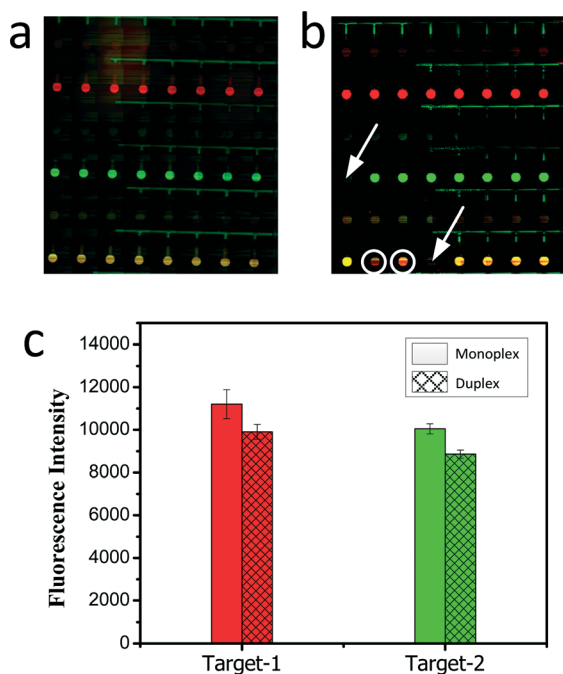 a
b
c
14000
12000
10000
8000
6000
4000
2000
0
Fluorescence Intensity
Monoplex
Duplex
Target-1
Target-2